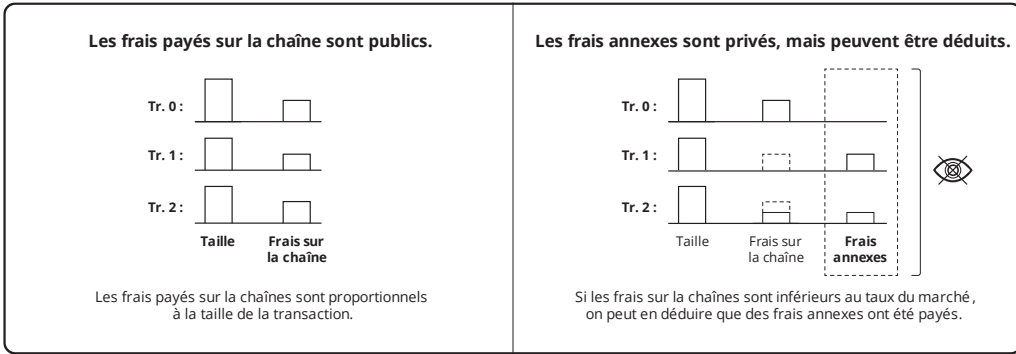 Les frais payés sur la chaîne sont publics.
Tr. 0 :
Tr. 1 :
Tr. 2 :
Taille
Frais sur
la chaîne
Les frais payés sur la chaînes sont proportionnels
à la taille de la transaction.
Les frais annexes sont privés, mais peuvent être déduits.
Tr. 0 :
Tr. 1 :
Tr. 2 :
Taille
Frais sur
la chaîne
Frais
annexes
Si les frais sur la chaînes sont inférieurs au taux du marché,
on peut en déduire que des frais annexes ont été payés.